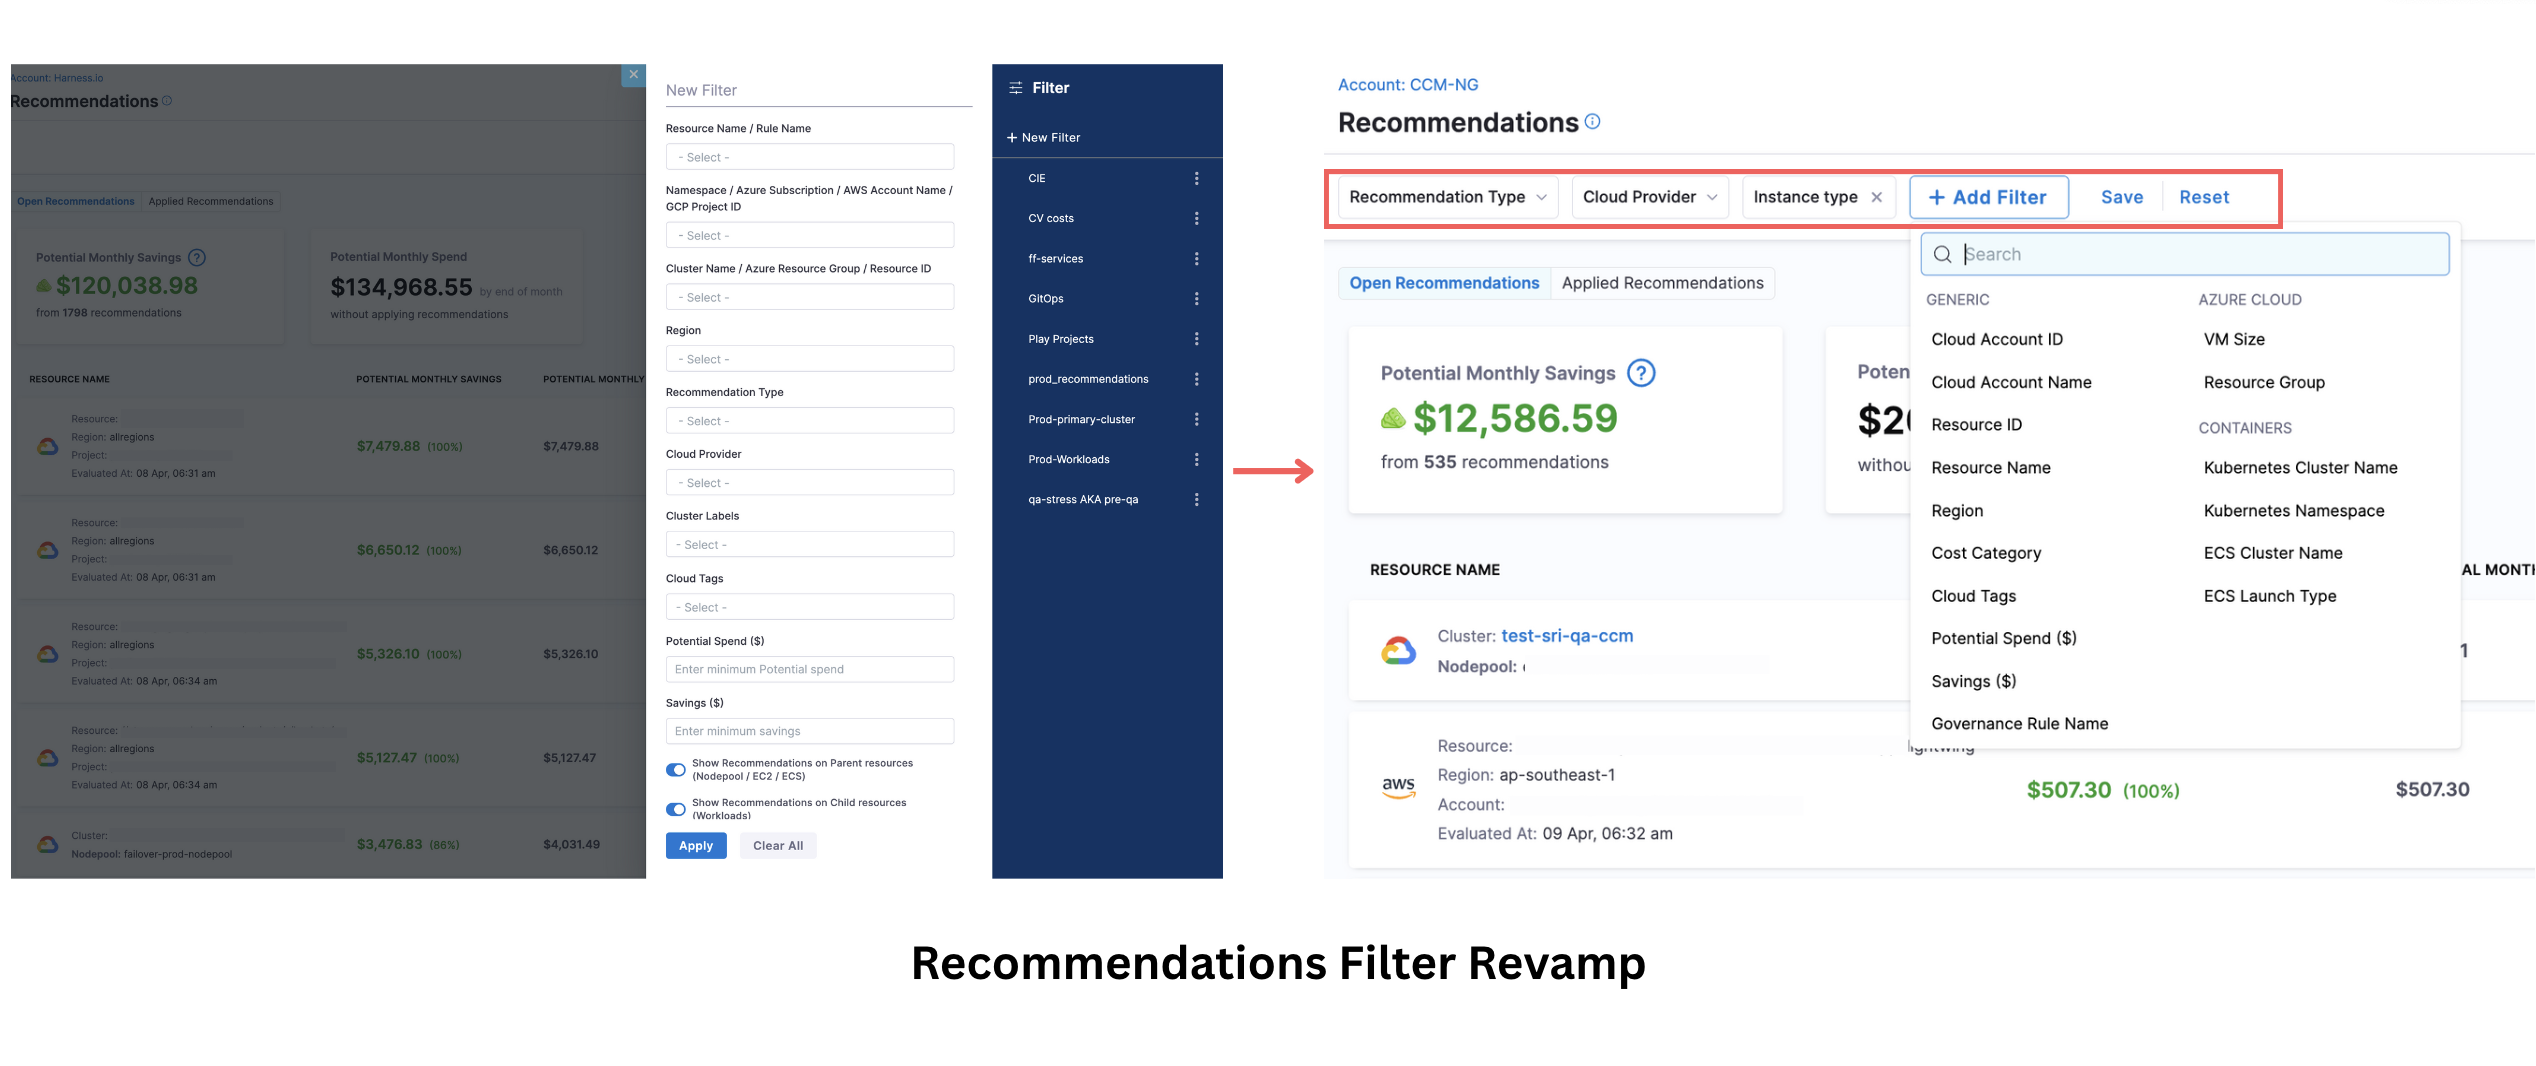 Account: Harness.io
Recommendations
Open Recommendations
Applied Recommendations
Potential Monthly Savings ?
$120,038.98
from 1798 recommendations
Potential Monthly Spend
$134,968.55 by end of month
without applying recommendations
RESOURCE NAME
POTENTIAL MONTHLY SAVINGS
POTENTIAL MONTHLY
Resource:
Region: allregions
Project:
Evaluated At: 08 Apr, 06:31 am
$7,479.88 (100%)
$7,479.88
Resource:
Region: allregions
Project:
Evaluated At: 08 Apr, 06:31 am
$6,650.12 (100%)
$6,650.12
Resource:
Region: allregions
Project:
Evaluated At: 08 Apr, 06:34 am
$5,326.10 (100%)
$5,326.10
Resource:
Region: allregions
Project:
Evaluated At: 08 Apr, 06:34 am
$5,127.47 (100%)
$5,127.47
Cluster:
Nodepool: failover-prod-nodepool
$3,476.83 (86%)
$4,031.49
New Filter
Resource Name / Rule Name
- Select -
Namespace / Azure Subscription / AWS Account Name /
GCP Project ID
- Select -
Cluster Name / Azure Resource Group / Resource ID
- Select -
Region
- Select -
Recommendation Type
- Select -
Cloud Provider
- Select -
Cluster Labels
- Select -
Cloud Tags
- Select -
Potential Spend ($)
Enter minimum Potential spend
Savings ($)
Enter minimum savings
Show Recommendations on Parent resources
(Nodepool / EC2 / ECS)
Show Recommendations on Child resources
(Workloads)
Apply
Clear All
Filter
+ New Filter
CIE
CV costs
ff-services
GitOps
Play Projects
prod_recommendations
Prod-primary-cluster
Prod-Workloads
qa-stress AKA pre-qa
Account: CCM-NG
Recommendations
Recommendation Type
Cloud Provider
Instance type
+ Add Filter
Save
Reset
Open Recommendations
Applied Recommendations
Potential Monthly Savings ?
$12,586.59
from 535 recommendations
Poten
$20
withou
RESOURCE NAME
AL MONTH
Cluster: test-sri-qa-ccm
Nodepool:
1
Resource:
Region: ap-southeast-1
Account:
Evaluated At: 09 Apr, 06:32 am
aws
$507.30 (100%)
$507.30
Search
GENERIC
Cloud Account ID
Cloud Account Name
Resource ID
Resource Name
Region
Cost Category
Cloud Tags
Potential Spend ($)
Savings ($)
Governance Rule Name
AZURE CLOUD
VM Size
Resource Group
CONTAINERS
Kubernetes Cluster Name
Kubernetes Namespace
ECS Cluster Name
ECS Launch Type
Recommendations Filter Revamp